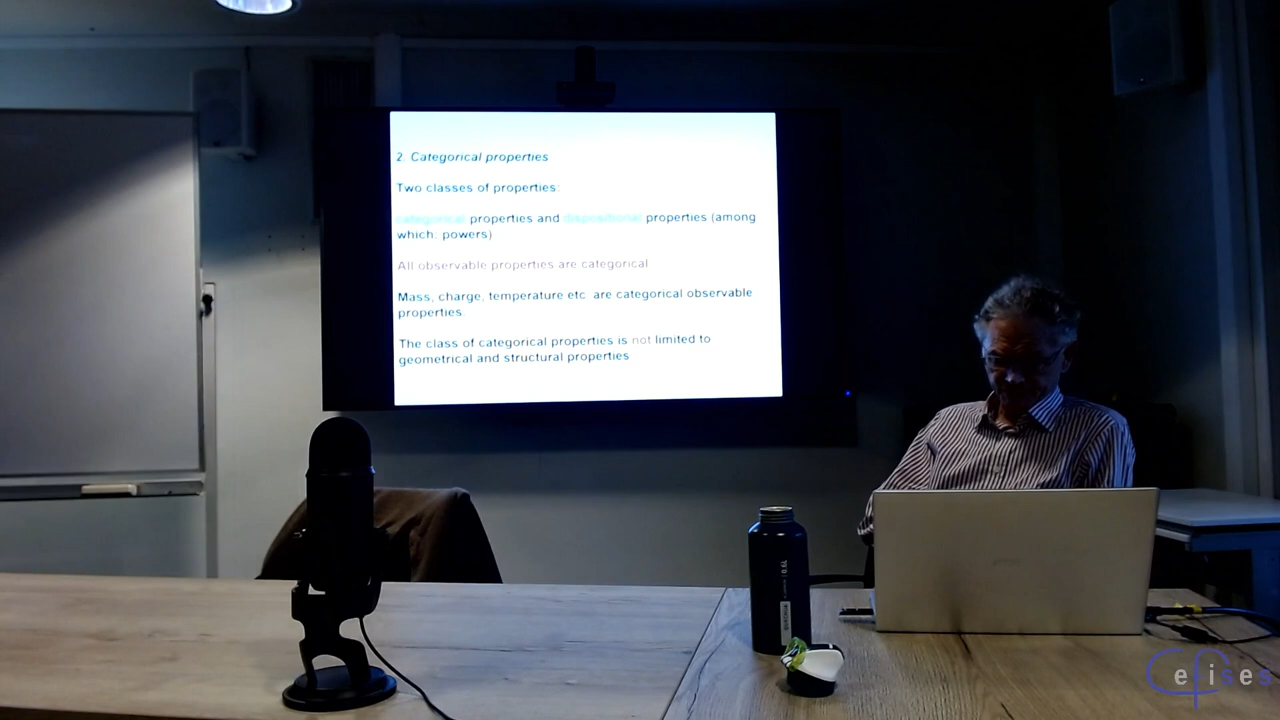 2. Categorical properties
Two classes of properties:
categorical properties and dispositional properties (among
which: powers)
All observable properties are categorical
Mass, charge, temperature etc. are categorical observable
properties.
The class of categorical properties is not limited to
geometrical and structural properties
Cefises